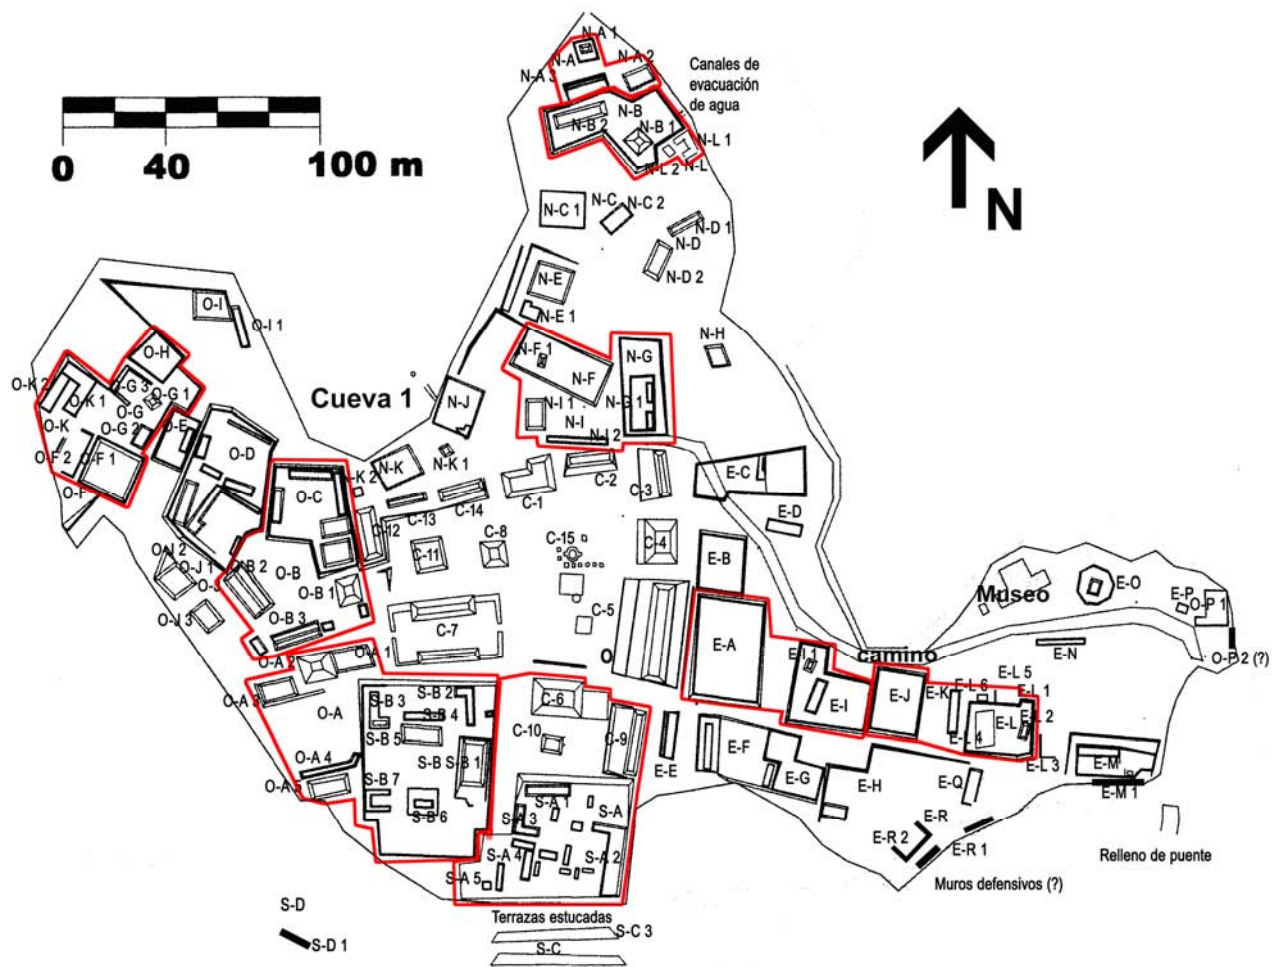 N-A 1
N-A
N-A 2
N-A 3
Canales de
evacuación
de agua
N-B
N-B 2
N-B 1
N-L 1
N-L
N-L 2
0
40
100 m
N
N-C 1
N-C
N-C 2
N-D 1
N-D
N-D 2
N-E
N-E 1
O-I
O-I 1
N-H
N-F 1
N-F
N-G
N-G 1
N-I 1
N-I
N-I 2
O-H
O-K 2
O-K 1
O-G 3
O-G 1
O-G
O-G 2
O-K
O-E
O-F 2
O-F 1
O-F
O-D
Cueva 1
N-J
N-K
N-K 1
N-K 2
O-C
C-1
C-2
C-3
E-C
E-D
C-13
C-14
C-12
C-11
C-8
C-15
C-4
E-B
O-J 2
O-J 1
O-J
O-J 3
O-B 2
O-B
O-B 1
O-B 3
C-7
C-5
O
E-A
E-I 1
E-I
camino
Museo
E-O
E-P
O-P 1
O-P 2 (?)
E-N
O-A 2
O-A 1
O-A 3
O-A
O-A 4
O-A 5
S-B 3
S-B 2
S-B 4
S-B 5
S-B
S-B 1
S-B 7
S-B 6
C-6
C-10
C-9
E-E
E-F
E-G
E-H
E-J
E-K
E-L 5
E-L 6
E-L 1
E-L
E-L 2
E-L 4
E-L 3
E-M
E-M 1
E-Q
E-R
E-R 2
E-R 1
Muros defensivos (?)
Relleno de puente
S-A 1
S-A
S-A 3
S-A 4
S-A 2
S-A 5
Terrazas estucadas
S-C 3
S-C
S-D
S-D 1